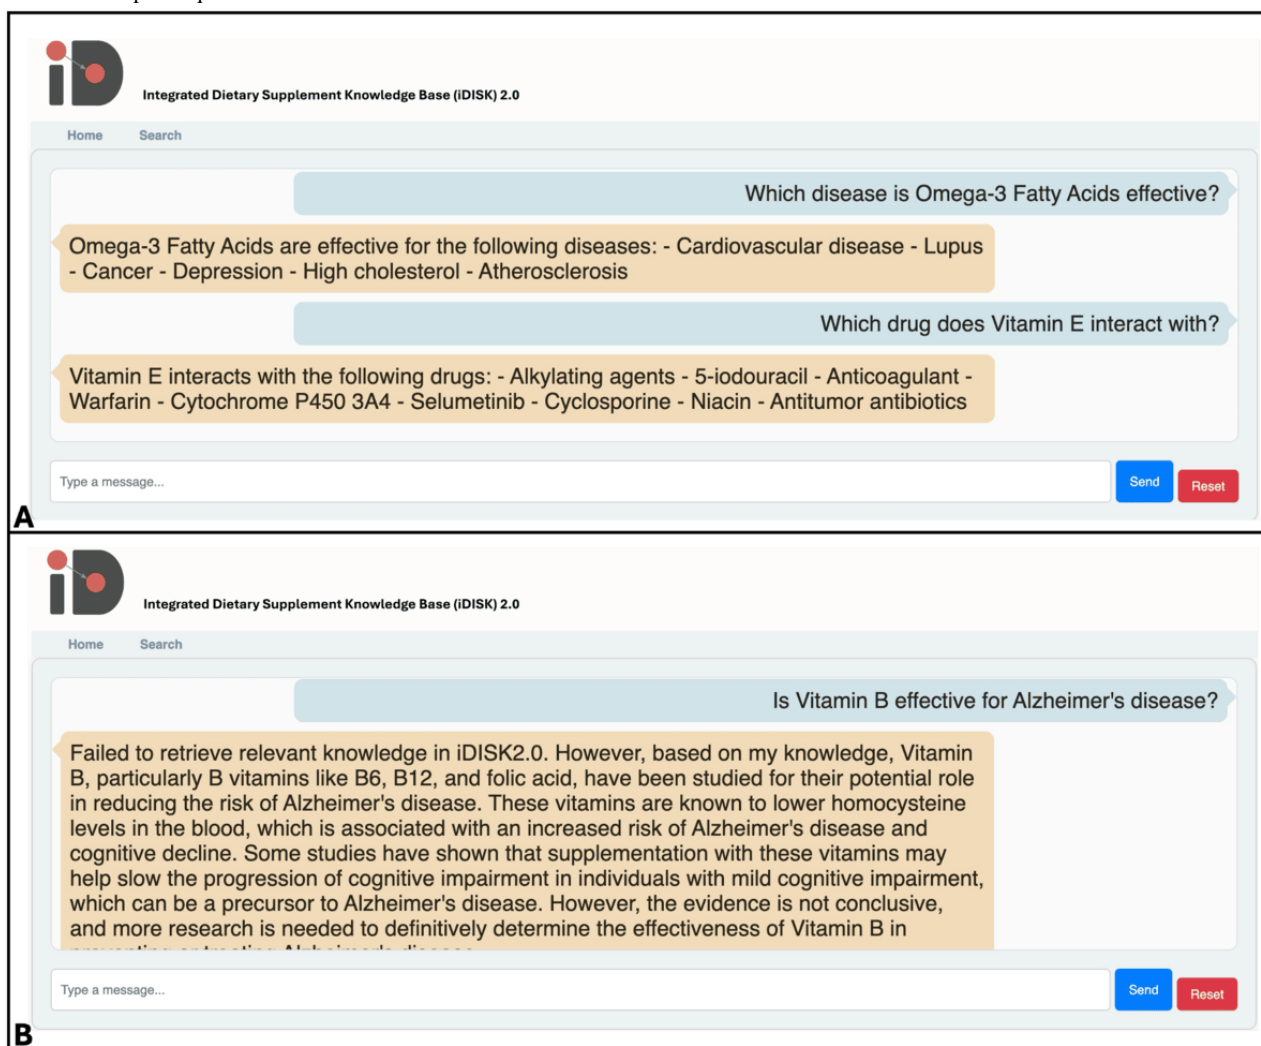 iD
Integrated Dietary Supplement Knowledge Base (iDISK) 2.0
Home Search
Which disease is Omega-3 Fatty Acids effective?
Omega-3 Fatty Acids are effective for the following diseases: - Cardiovascular disease - Lupus
- Cancer - Depression - High cholesterol - Atherosclerosis
Which drug does Vitamin E interact with?
Vitamin E interacts with the following drugs: - Alkylating agents - 5-iodouracil - Anticoagulant -
Warfarin - Cytochrome P450 3A4 - Selumetinib - Cyclosporine - Niacin - Antitumor antibiotics
Type a message...
Send
Reset
A
iD
Integrated Dietary Supplement Knowledge Base (iDISK) 2.0
Home Search
Is Vitamin B effective for Alzheimer's disease?
Failed to retrieve relevant knowledge in iDISK2.0. However, based on my knowledge, Vitamin
B, particularly B vitamins like B6, B12, and folic acid, have been studied for their potential role
in reducing the risk of Alzheimer's disease. These vitamins are known to lower homocysteine
levels in the blood, which is associated with an increased risk of Alzheimer's disease and
cognitive decline. Some studies have shown that supplementation with these vitamins may
help slow the progression of cognitive impairment in individuals with mild cognitive impairment,
which can be a precursor to Alzheimer's disease. However, the evidence is not conclusive,
and more research is needed to definitively determine the effectiveness of Vitamin B in
Type a message...
Send
Reset
B